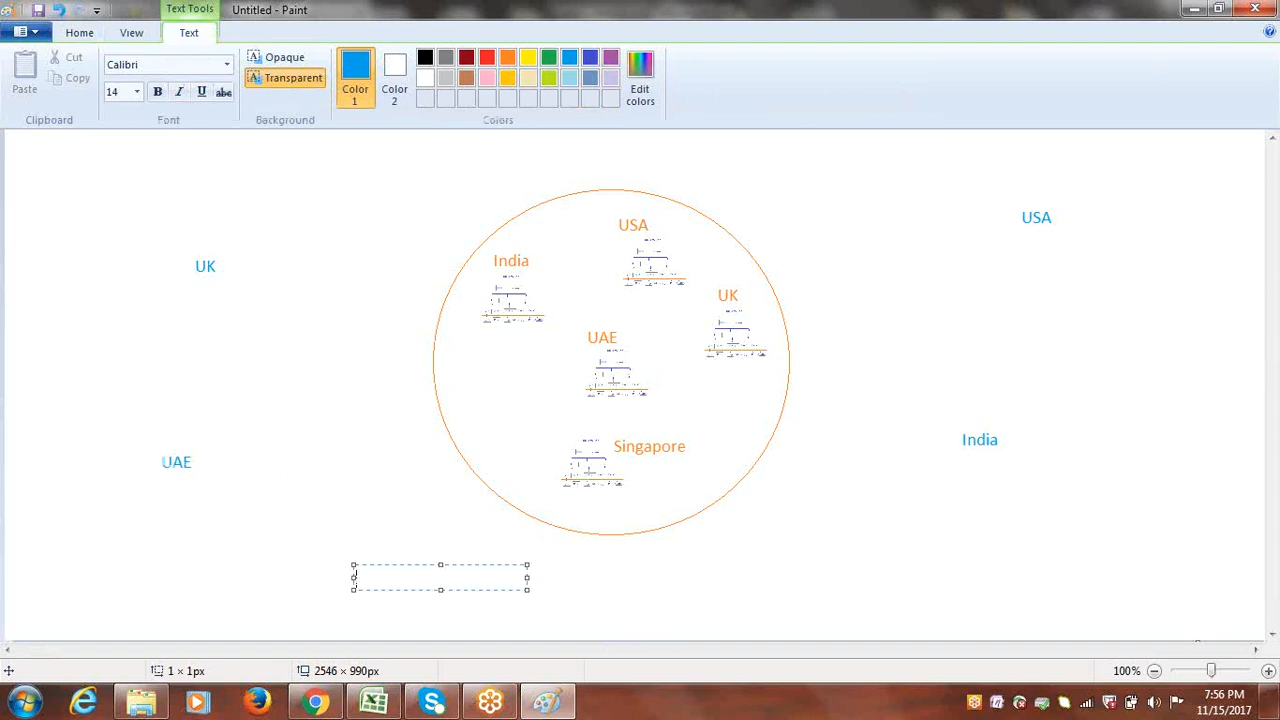 Text Tools
Untitled - Paint
Home
View
Text
Paste
Cut
Copy
Clipboard
Calibri
14
B I U abc
Font
Opaque
Transparent
Background
Color 1
Color 2
Edit colors
Colors
USA
USA
India
UK
UK
UAE
India
Singapore
UAE
1 × 1px
2546 × 990px
100%
7:56 PM
11/15/2017